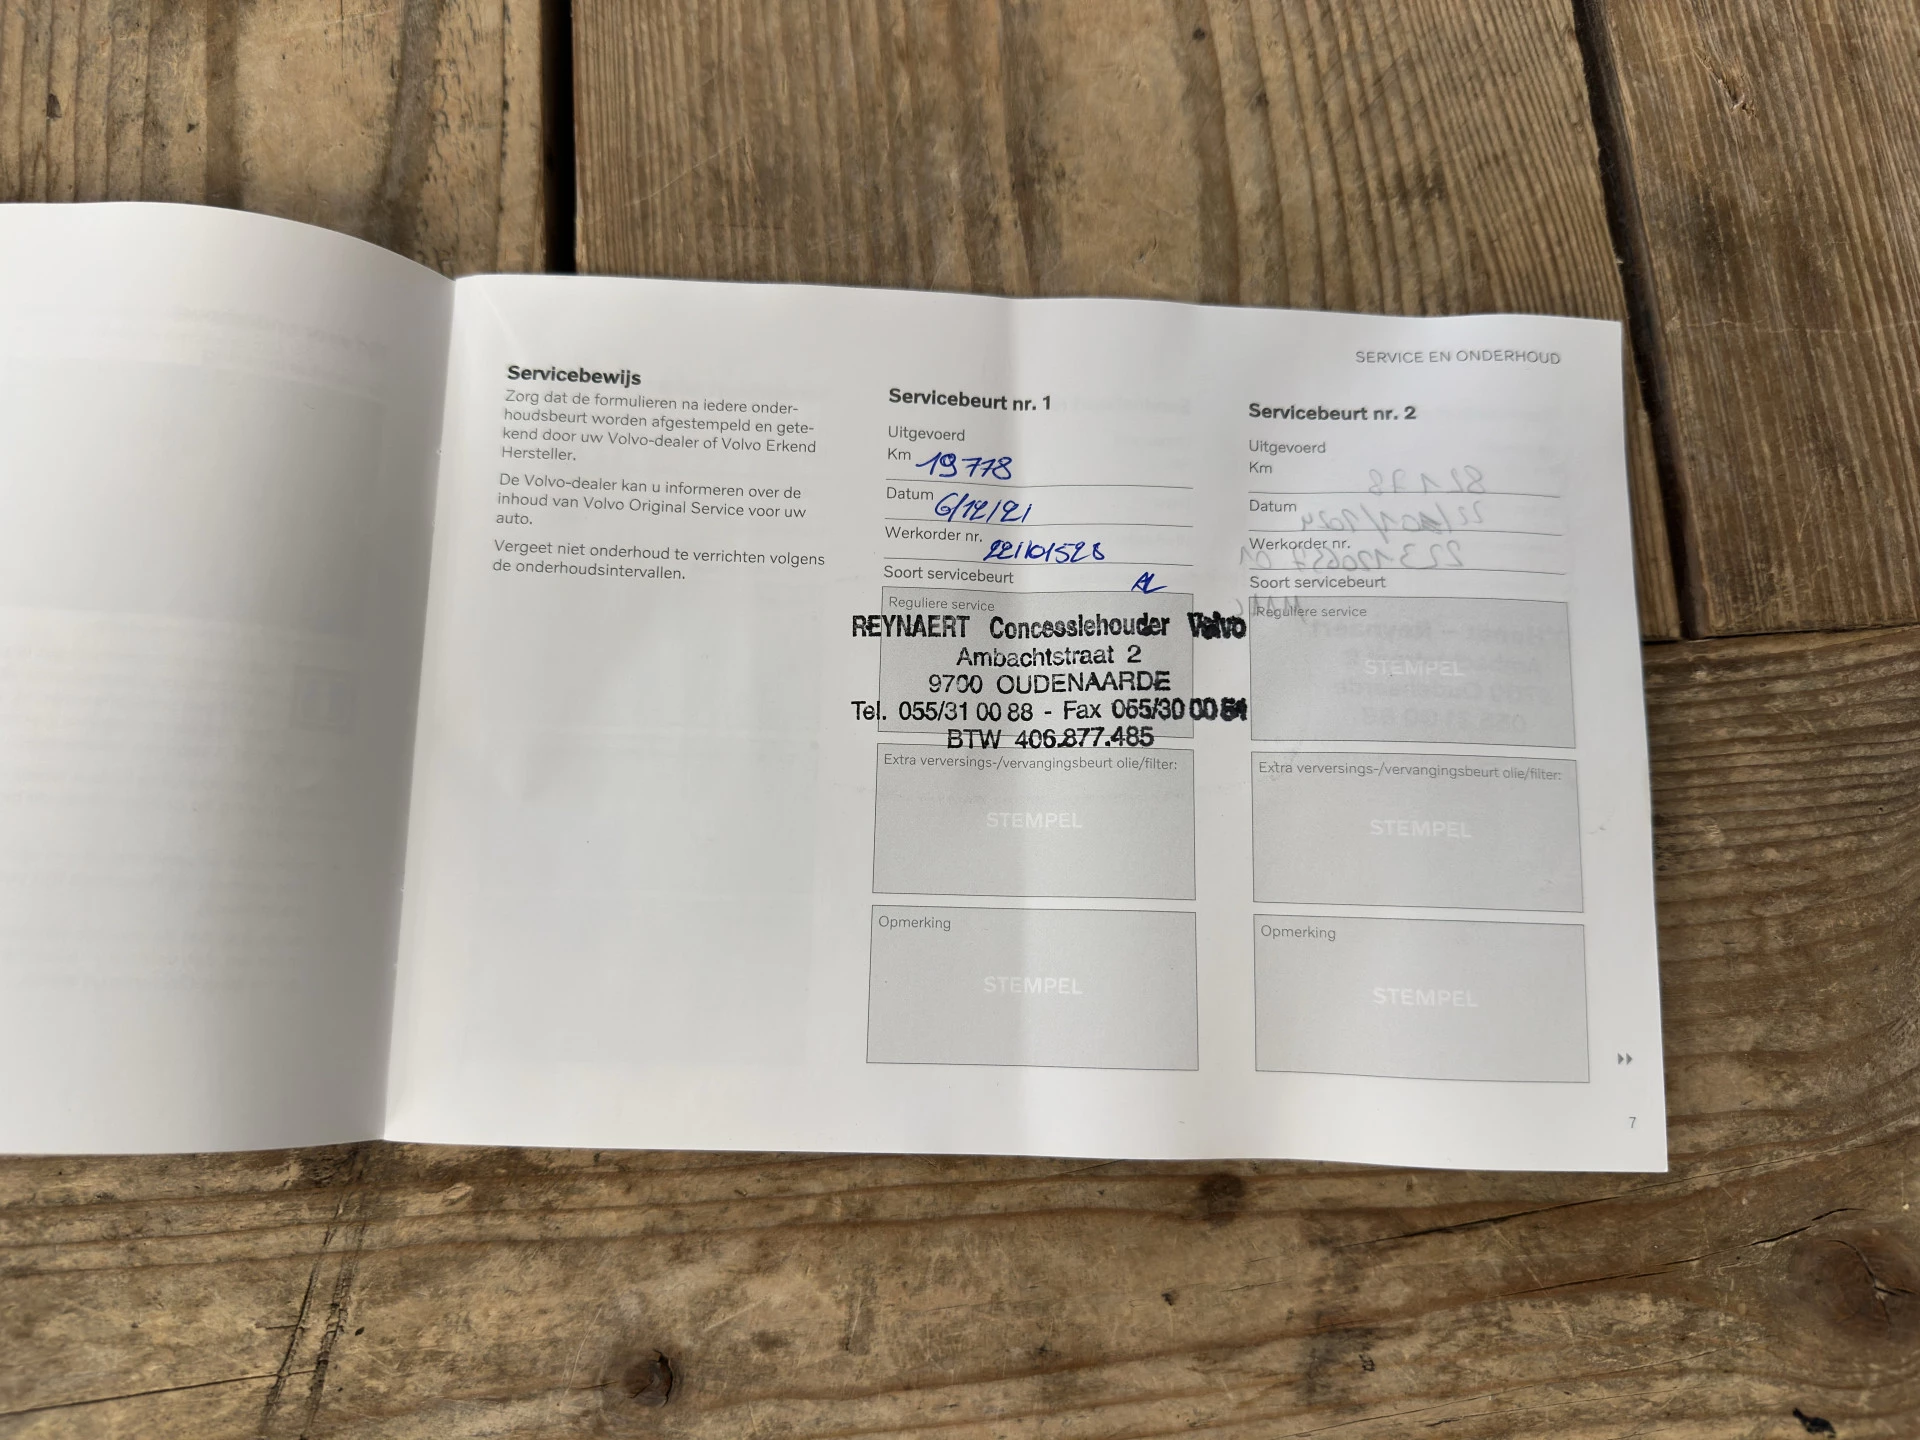 SERVICE EN ONDERHOUD
Servicebewijs
Zorg dat de formulieren na iedere onder-
houdsbeurt worden afgestempeld en gete-
kend door uw Volvo-dealer of Volvo Erkend
Hersteller.
De Volvo-dealer kan u informeren over de
inhoud van Volvo Original Service voor uw
auto.
Vergeet niet onderhoud te verrichten volgens
de onderhoudsintervallen.
Servicebeurt nr. 1
Uitgevoerd
Km 19778
Datum 6/12/21
Werkorder nr.
Soort servicebeurt AL
Reguliere service
REYNAERT Concessiehouder Volvo
Ambachtstraat 2
9700 OUDENAARDE
Tel. 055/31 00 88 - Fax 055/30 00 84
BTW 406.877.485
Extra verversings-/vervangingsbeurt olie/filter:
STEMPEL
Opmerking
STEMPEL
Servicebeurt nr. 2
Uitgevoerd
Km
Datum
Werkorder nr.
Soort servicebeurt
Reguliere service
STEMPEL
Extra verversings-/vervangingsbeurt olie/filter:
STEMPEL
Opmerking
STEMPEL
7